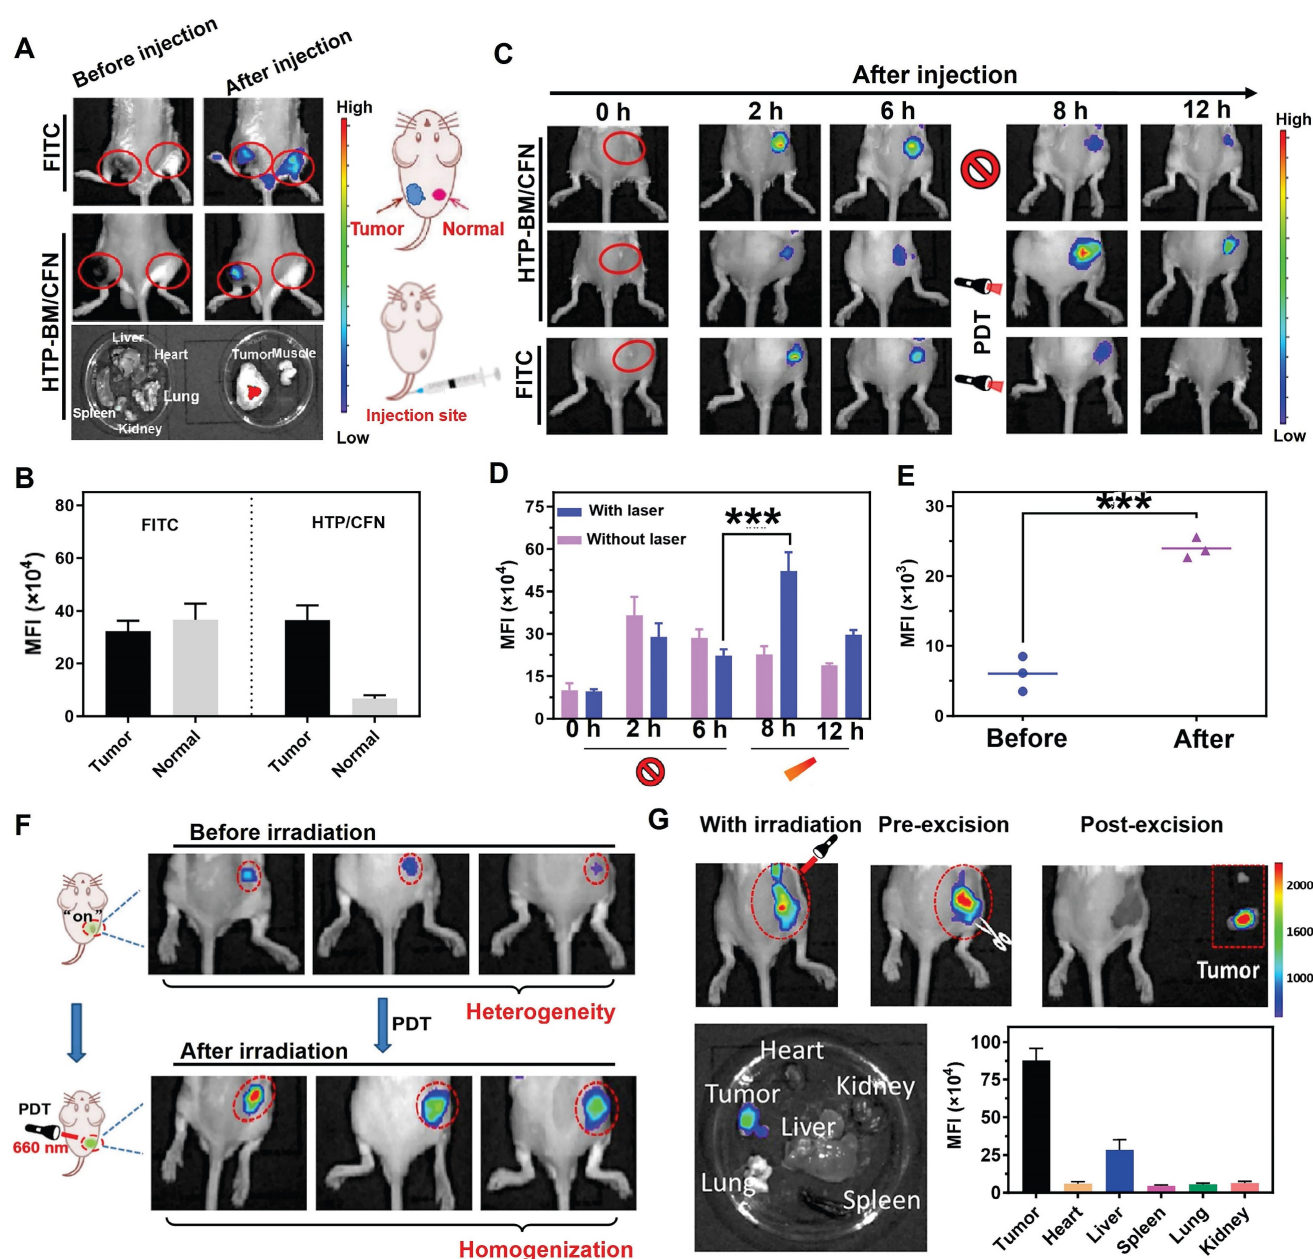 A
Before injection
After injection
FITC
HTP-BM/CFN
High
Low
Tumor
Normal
Injection site
Liver
Heart
Lung
Spleen
Kidney
Tumor
Muscle
C
After injection
0 h
2 h
6 h
8 h
12 h
HTP-BM/CFN
FITC
PDT
High
Low
B
MFI (×10⁴)
80
60
40
20
0
FITC
HTP/CFN
Tumor
Normal
Tumor
Normal
D
MFI (×10⁴)
75
60
45
30
15
0
With laser
Without laser
***
0 h
2 h
6 h
8 h
12 h
E
MFI (×10³)
30
20
10
0
***
Before
After
F
Before irradiation
"on"
Heterogeneity
PDT
After irradiation
PDT
660 nm
Homogenization
G
With irradiation
Pre-excision
Post-excision
Tumor
2000
1600
1000
Heart
Tumor
Kidney
Liver
Lung
Spleen
MFI (×10⁴)
100
75
50
25
0
Tumor
Heart
Liver
Spleen
Lung
Kidney